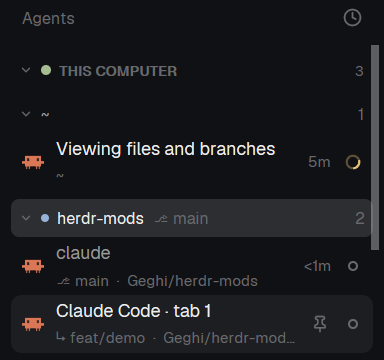 Agents
THIS COMPUTER 3
~ 1
Viewing files and branches 5m
~
herdr-mods main 2
claude <1m
main · Geghi/herdr-mods
Claude Code · tab 1
feat/demo · Geghi/herdr-mod...